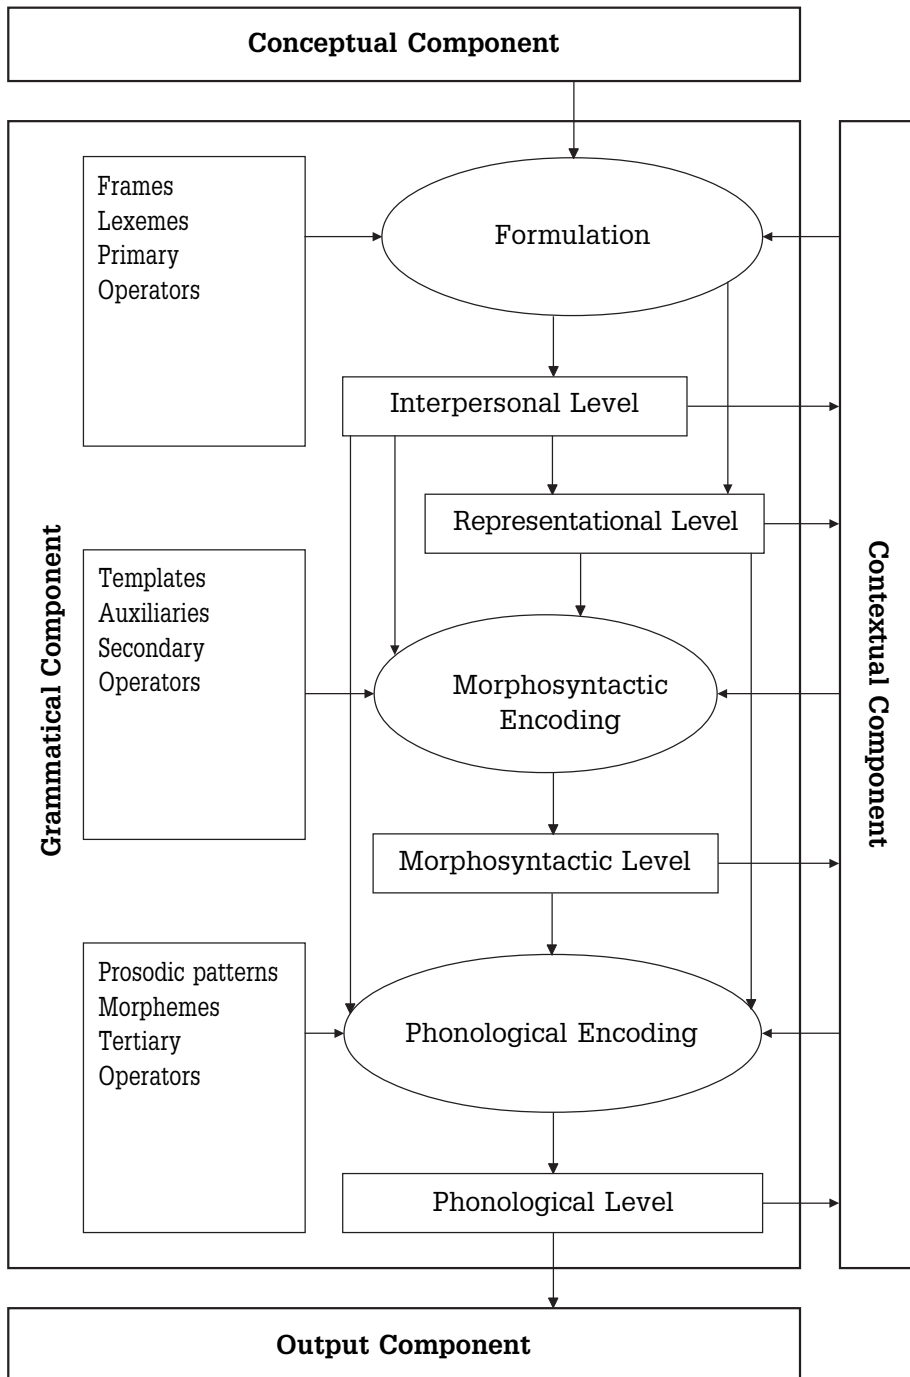 Conceptual Component
Frames
Lexemes
Primary
Operators
Formulation
Interpersonal Level
Representational Level
Grammatical Component
Contextual Component
Templates
Auxiliaries
Secondary
Operators
Morphosyntactic
Encoding
Morphosyntactic Level
Prosodic patterns
Morphemes
Tertiary
Operators
Phonological Encoding
Phonological Level
Output Component